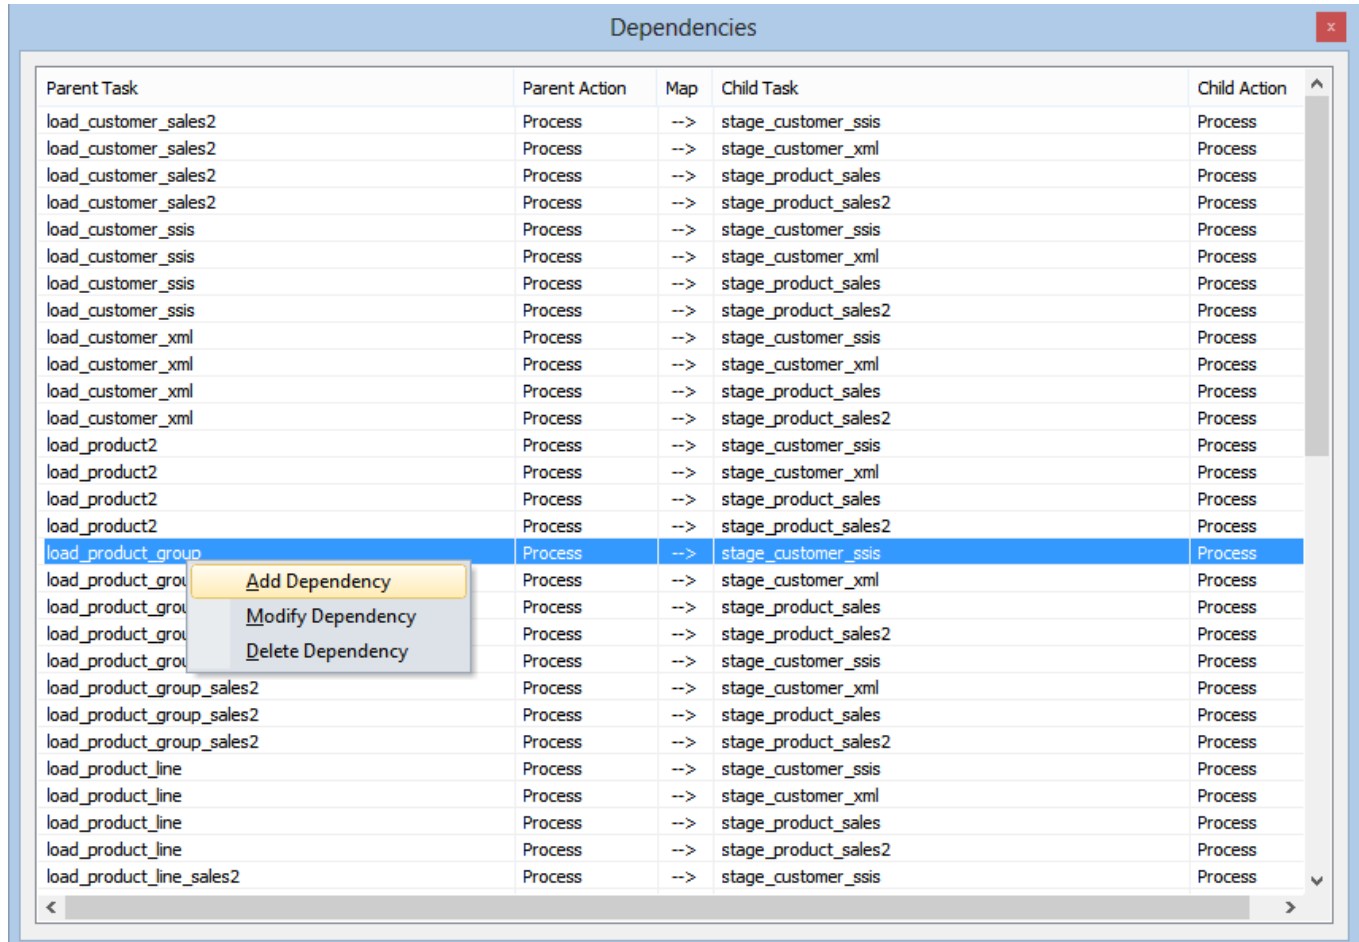 Dependencies
x
Parent Task Parent Action Map Child Task Child Action
load_customer_sales2 Process --> stage_customer_ssis Process
load_customer_sales2 Process --> stage_customer_xml Process
load_customer_sales2 Process --> stage_product_sales Process
load_customer_sales2 Process --> stage_product_sales2 Process
load_customer_ssis Process --> stage_customer_ssis Process
load_customer_ssis Process --> stage_customer_xml Process
load_customer_ssis Process --> stage_product_sales Process
load_customer_ssis Process --> stage_product_sales2 Process
load_customer_xml Process --> stage_customer_ssis Process
load_customer_xml Process --> stage_customer_xml Process
load_customer_xml Process --> stage_product_sales Process
load_customer_xml Process --> stage_product_sales2 Process
load_product2 Process --> stage_customer_ssis Process
load_product2 Process --> stage_customer_xml Process
load_product2 Process --> stage_product_sales Process
load_product2 Process --> stage_product_sales2 Process
load_product_group Process --> stage_customer_ssis Process
load_product_grou Process --> stage_customer_xml Process
Add Dependency
load_product_grou Process --> stage_product_sales Process
Modify Dependency
load_product_grou Process --> stage_product_sales2 Process
Delete Dependency
load_product_grou Process --> stage_customer_ssis Process
load_product_group_sales2 Process --> stage_customer_xml Process
load_product_group_sales2 Process --> stage_product_sales Process
load_product_group_sales2 Process --> stage_product_sales2 Process
load_product_line Process --> stage_customer_ssis Process
load_product_line Process --> stage_customer_xml Process
load_product_line Process --> stage_product_sales Process
load_product_line Process --> stage_product_sales2 Process
load_product_line_sales2 Process --> stage_customer_ssis Process